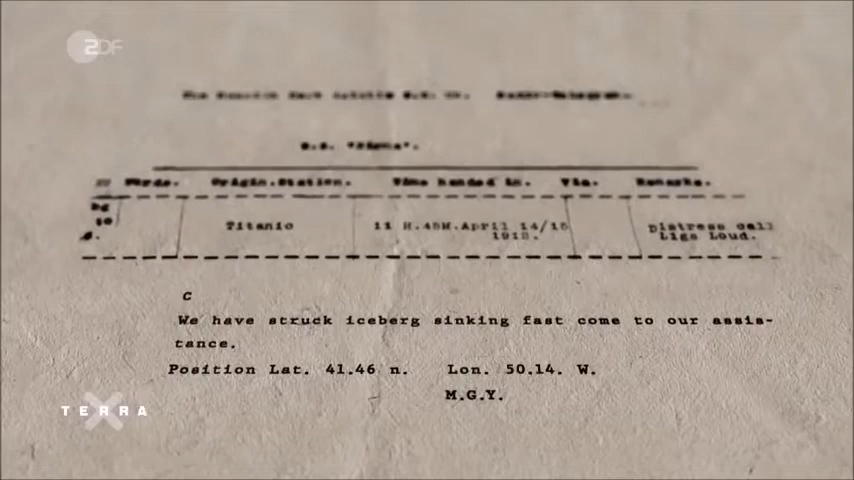 ZDF
S.S. "Birma".
Words. Origin.Station. Time handed in. Via. Remarks.
Titanic 11 H.45M.April 14/15 Distress call
1912. Ligs Loud.
C
We have struck iceberg sinking fast come to our assis-
tance.
Position Lat. 41.46 n. Lon. 50.14. W.
M.G.Y.
TERRA X